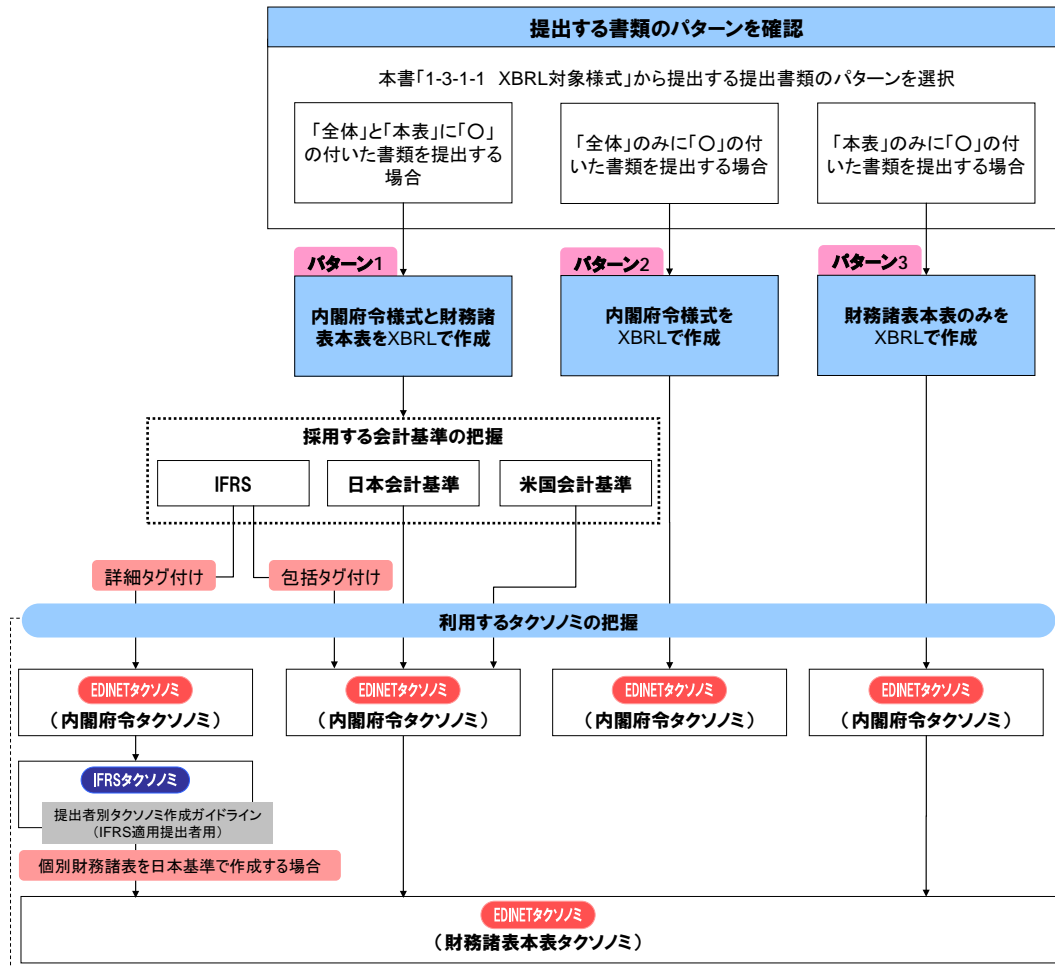 提出する書類のパターンを確認
本書「1-3-1-1 XBRL対象様式」から提出する提出書類のパターンを選択
「全体」と「本表」に「〇」
の付いた書類を提出する
場合
「全体」のみに「〇」の付
いた書類を提出する場合
「本表」のみに「〇」の付
いた書類を提出する場合
パターン1
パターン2
パターン3
内閣府令様式と財務諸
表本表をXBRLで作成
内閣府令様式を
XBRLで作成
財務諸表本表のみを
XBRLで作成
採用する会計基準の把握
IFRS
日本会計基準
米国会計基準
詳細タグ付け
包括タグ付け
利用するタクソノミの把握
EDINETタクソノミ
（内閣府令タクソノミ）
EDINETタクソノミ
（内閣府令タクソノミ）
EDINETタクソノミ
（内閣府令タクソノミ）
EDINETタクソノミ
（内閣府令タクソノミ）
IFRSタクソノミ
提出者別タクソノミ作成ガイドライン
（IFRS適用提出者用）
個別財務諸表を日本基準で作成する場合
EDINETタクソノミ
（財務諸表本表タクソノミ）